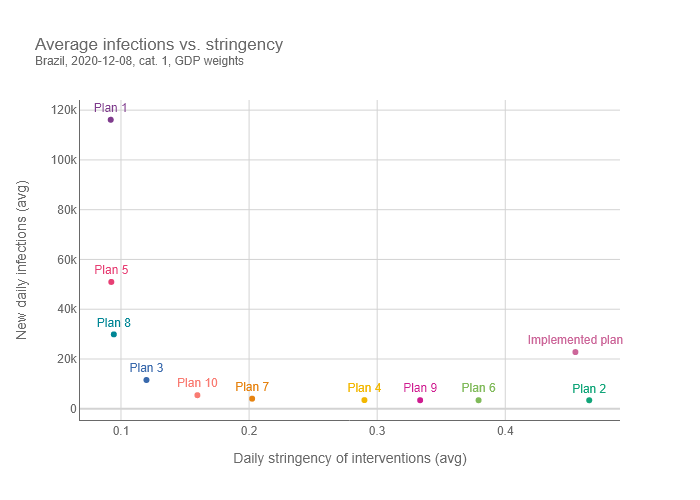 Average infections vs. stringency
Brazil, 2020-12-08, cat. 1, GDP weights
New daily infections (avg)
120k
100k
80k
60k
40k
20k
0
Plan 1
Plan 5
Plan 8
Plan 3
Plan 10
Plan 7
Plan 4
Plan 9
Plan 6
Plan 2
Implemented plan
0.1
0.2
0.3
0.4
Daily stringency of interventions (avg)